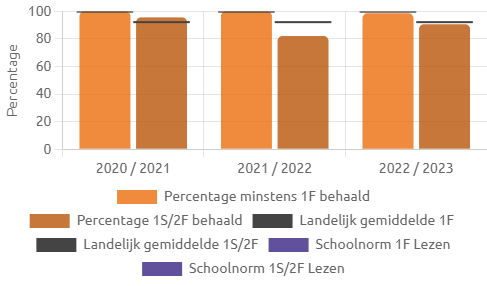 100
80
60
40
20
0
Percentage
2020 / 2021 2021 / 2022 2022 / 2023
Percentage minstens 1F behaald
Percentage 1S/2F behaald Landelijk gemiddelde 1F
Landelijk gemiddelde 1S/2F Schoolnorm 1F Lezen
Schoolnorm 1S/2F Lezen